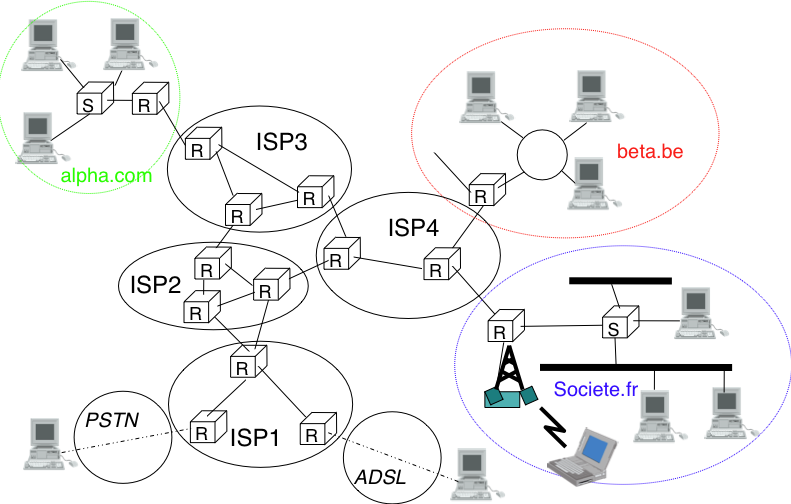 S
R
alpha.com
R
ISP3
R
R
beta.be
R
ISP4
R
R
R
ISP2
R
R
R
S
Societe.fr
R
R
ISP1
R
PSTN
ADSL